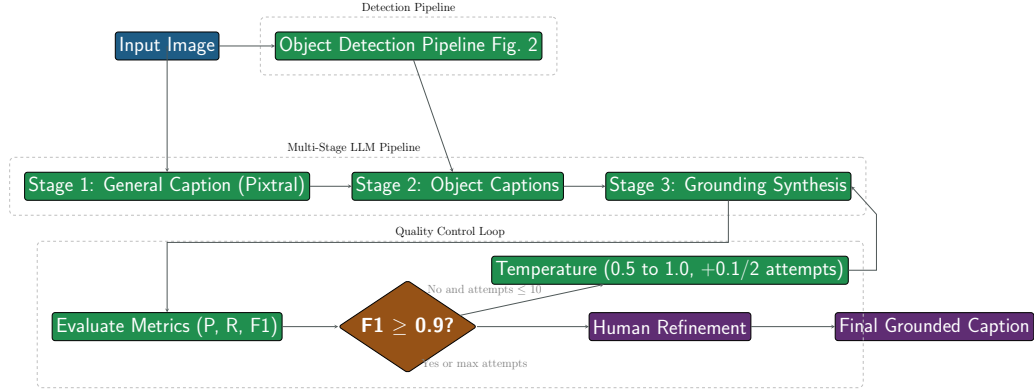 Detection Pipeline
Input Image
Object Detection Pipeline Fig. 2
Multi-Stage LLM Pipeline
Stage 1: General Caption (Pixtral)
Stage 2: Object Captions
Stage 3: Grounding Synthesis
Quality Control Loop
Temperature (0.5 to 1.0, +0.1/2 attempts)
No and attempts ≤ 10
Evaluate Metrics (P, R, F1)
F1 ≥ 0.9?
Human Refinement
Final Grounded Caption
Yes or max attempts